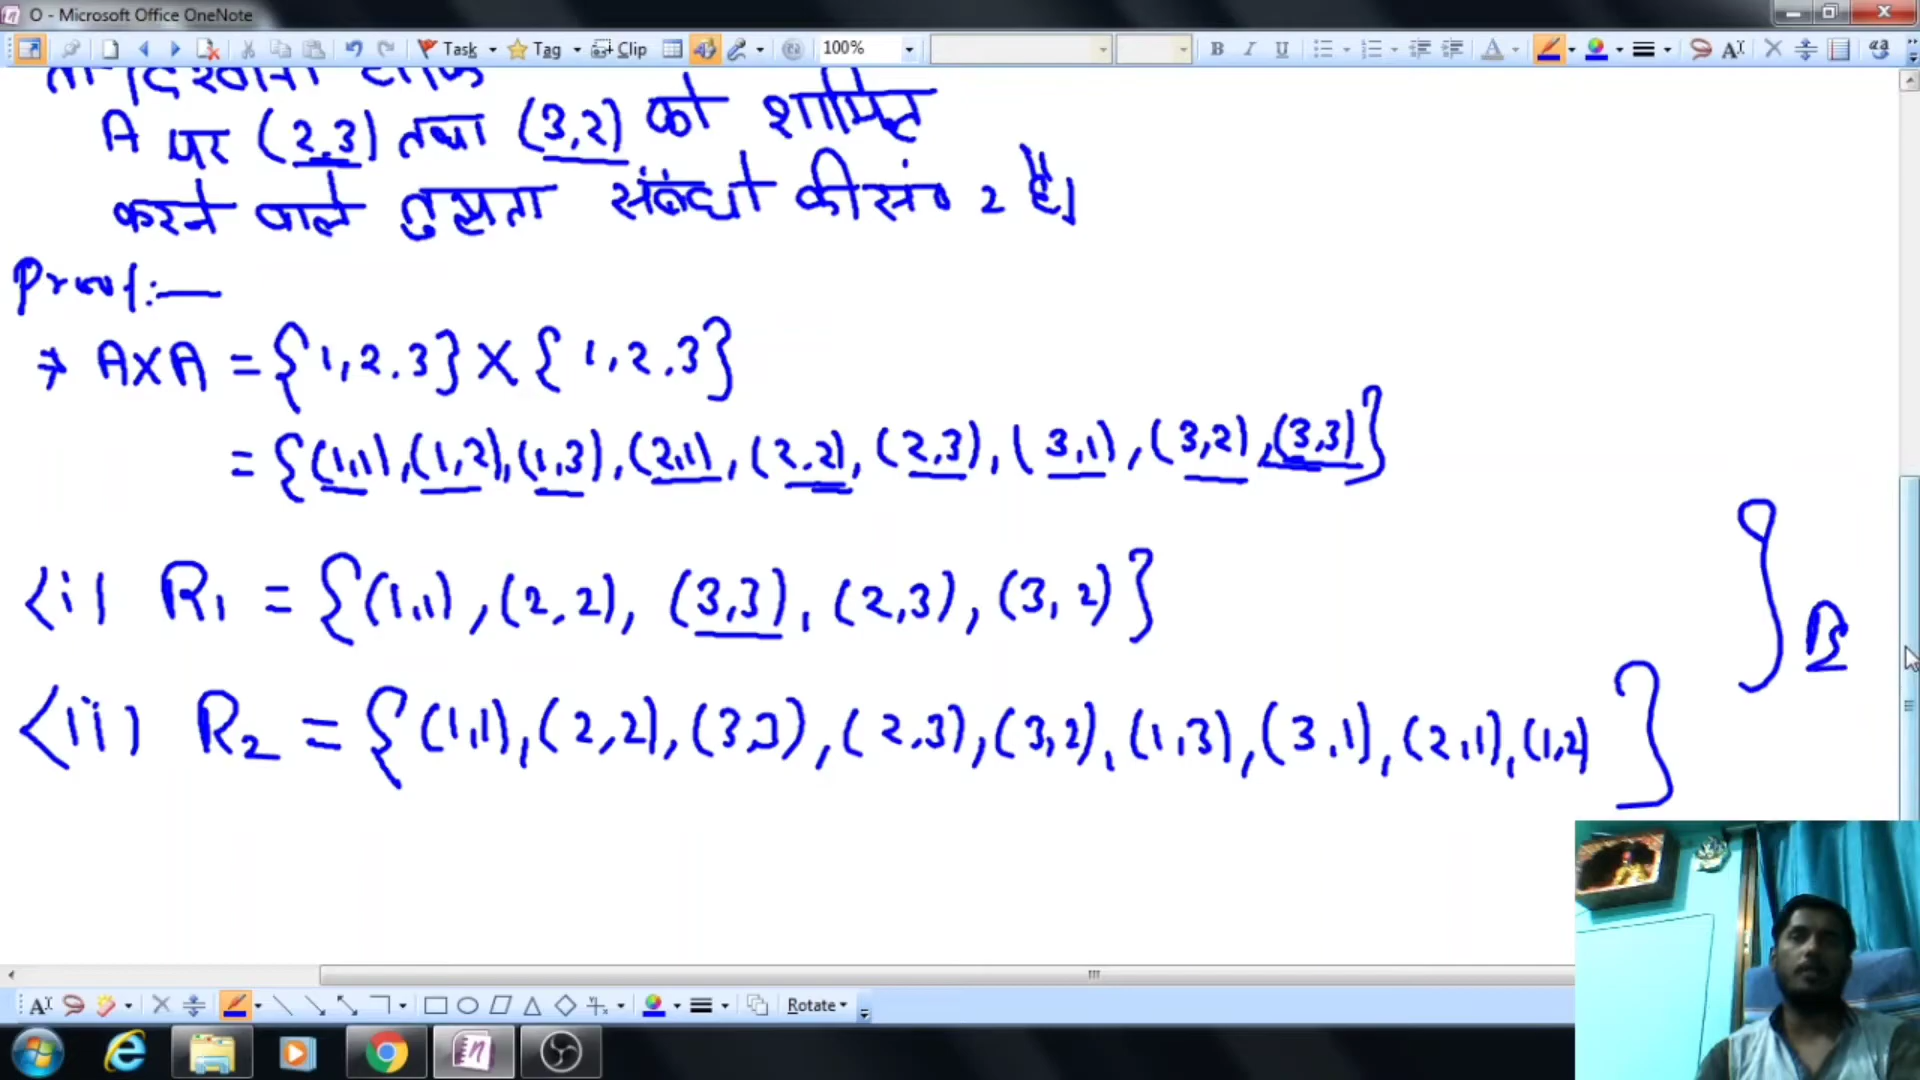 O - Microsoft Office OneNote
Task Tag Clip 100%
A पर (2,3) तथा (3,2) को शामिल
करने वाले तुल्यता संबंधो की सं० 2 है।
Proof:—
→ A×A = {1,2.3} × {1,2.3}
= {(1,1),(1,2),(1,3),(2,1),(2,2),(2,3),(3,1),(3,2),(3,3)}
<i) R₁ = {(1,1),(2,2),(3,3),(2,3),(3,2)}
<ii) R₂ = {(1,1),(2,2),(3,3),(2,3),(3,2),(1,3),(3,1),(2,1),(1,2)}
Rotate